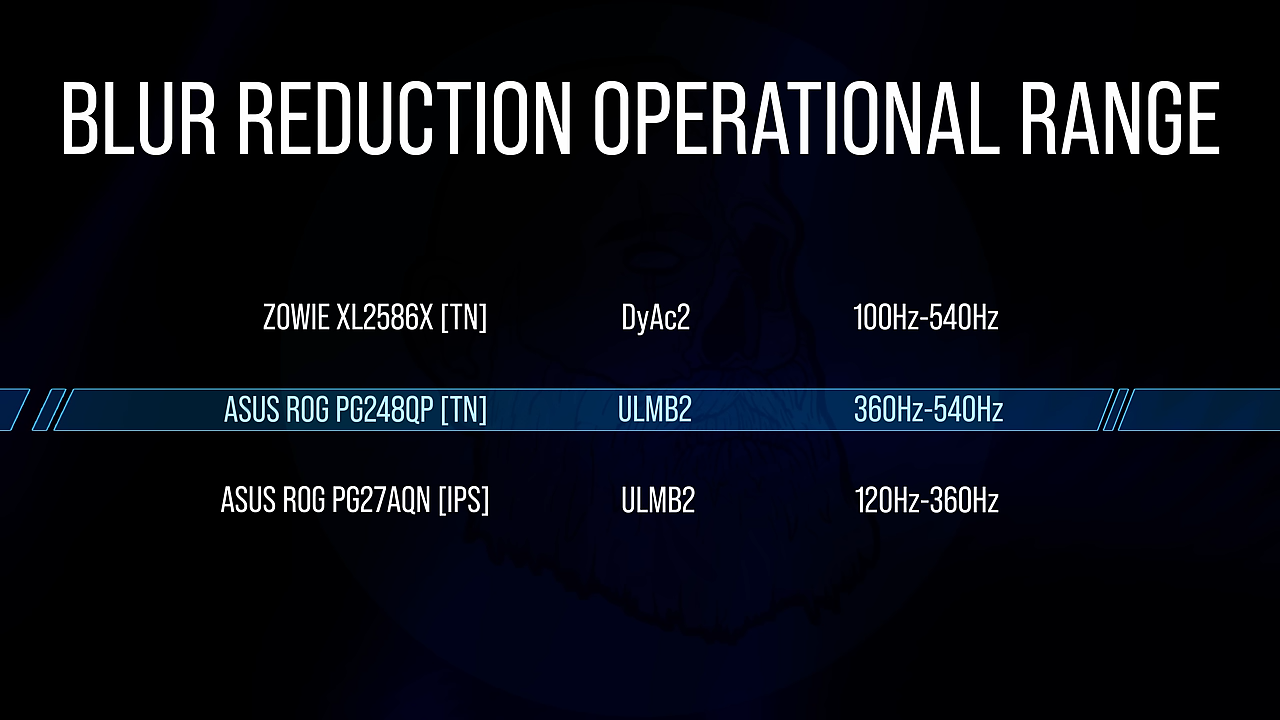 BLUR REDUCTION OPERATIONAL RANGE
ZOWIE XL2586X [TN] DyAc2 100Hz-540Hz
ASUS ROG PG248QP [TN] ULMB2 360Hz-540Hz
ASUS ROG PG27AQN [IPS] ULMB2 120Hz-360Hz